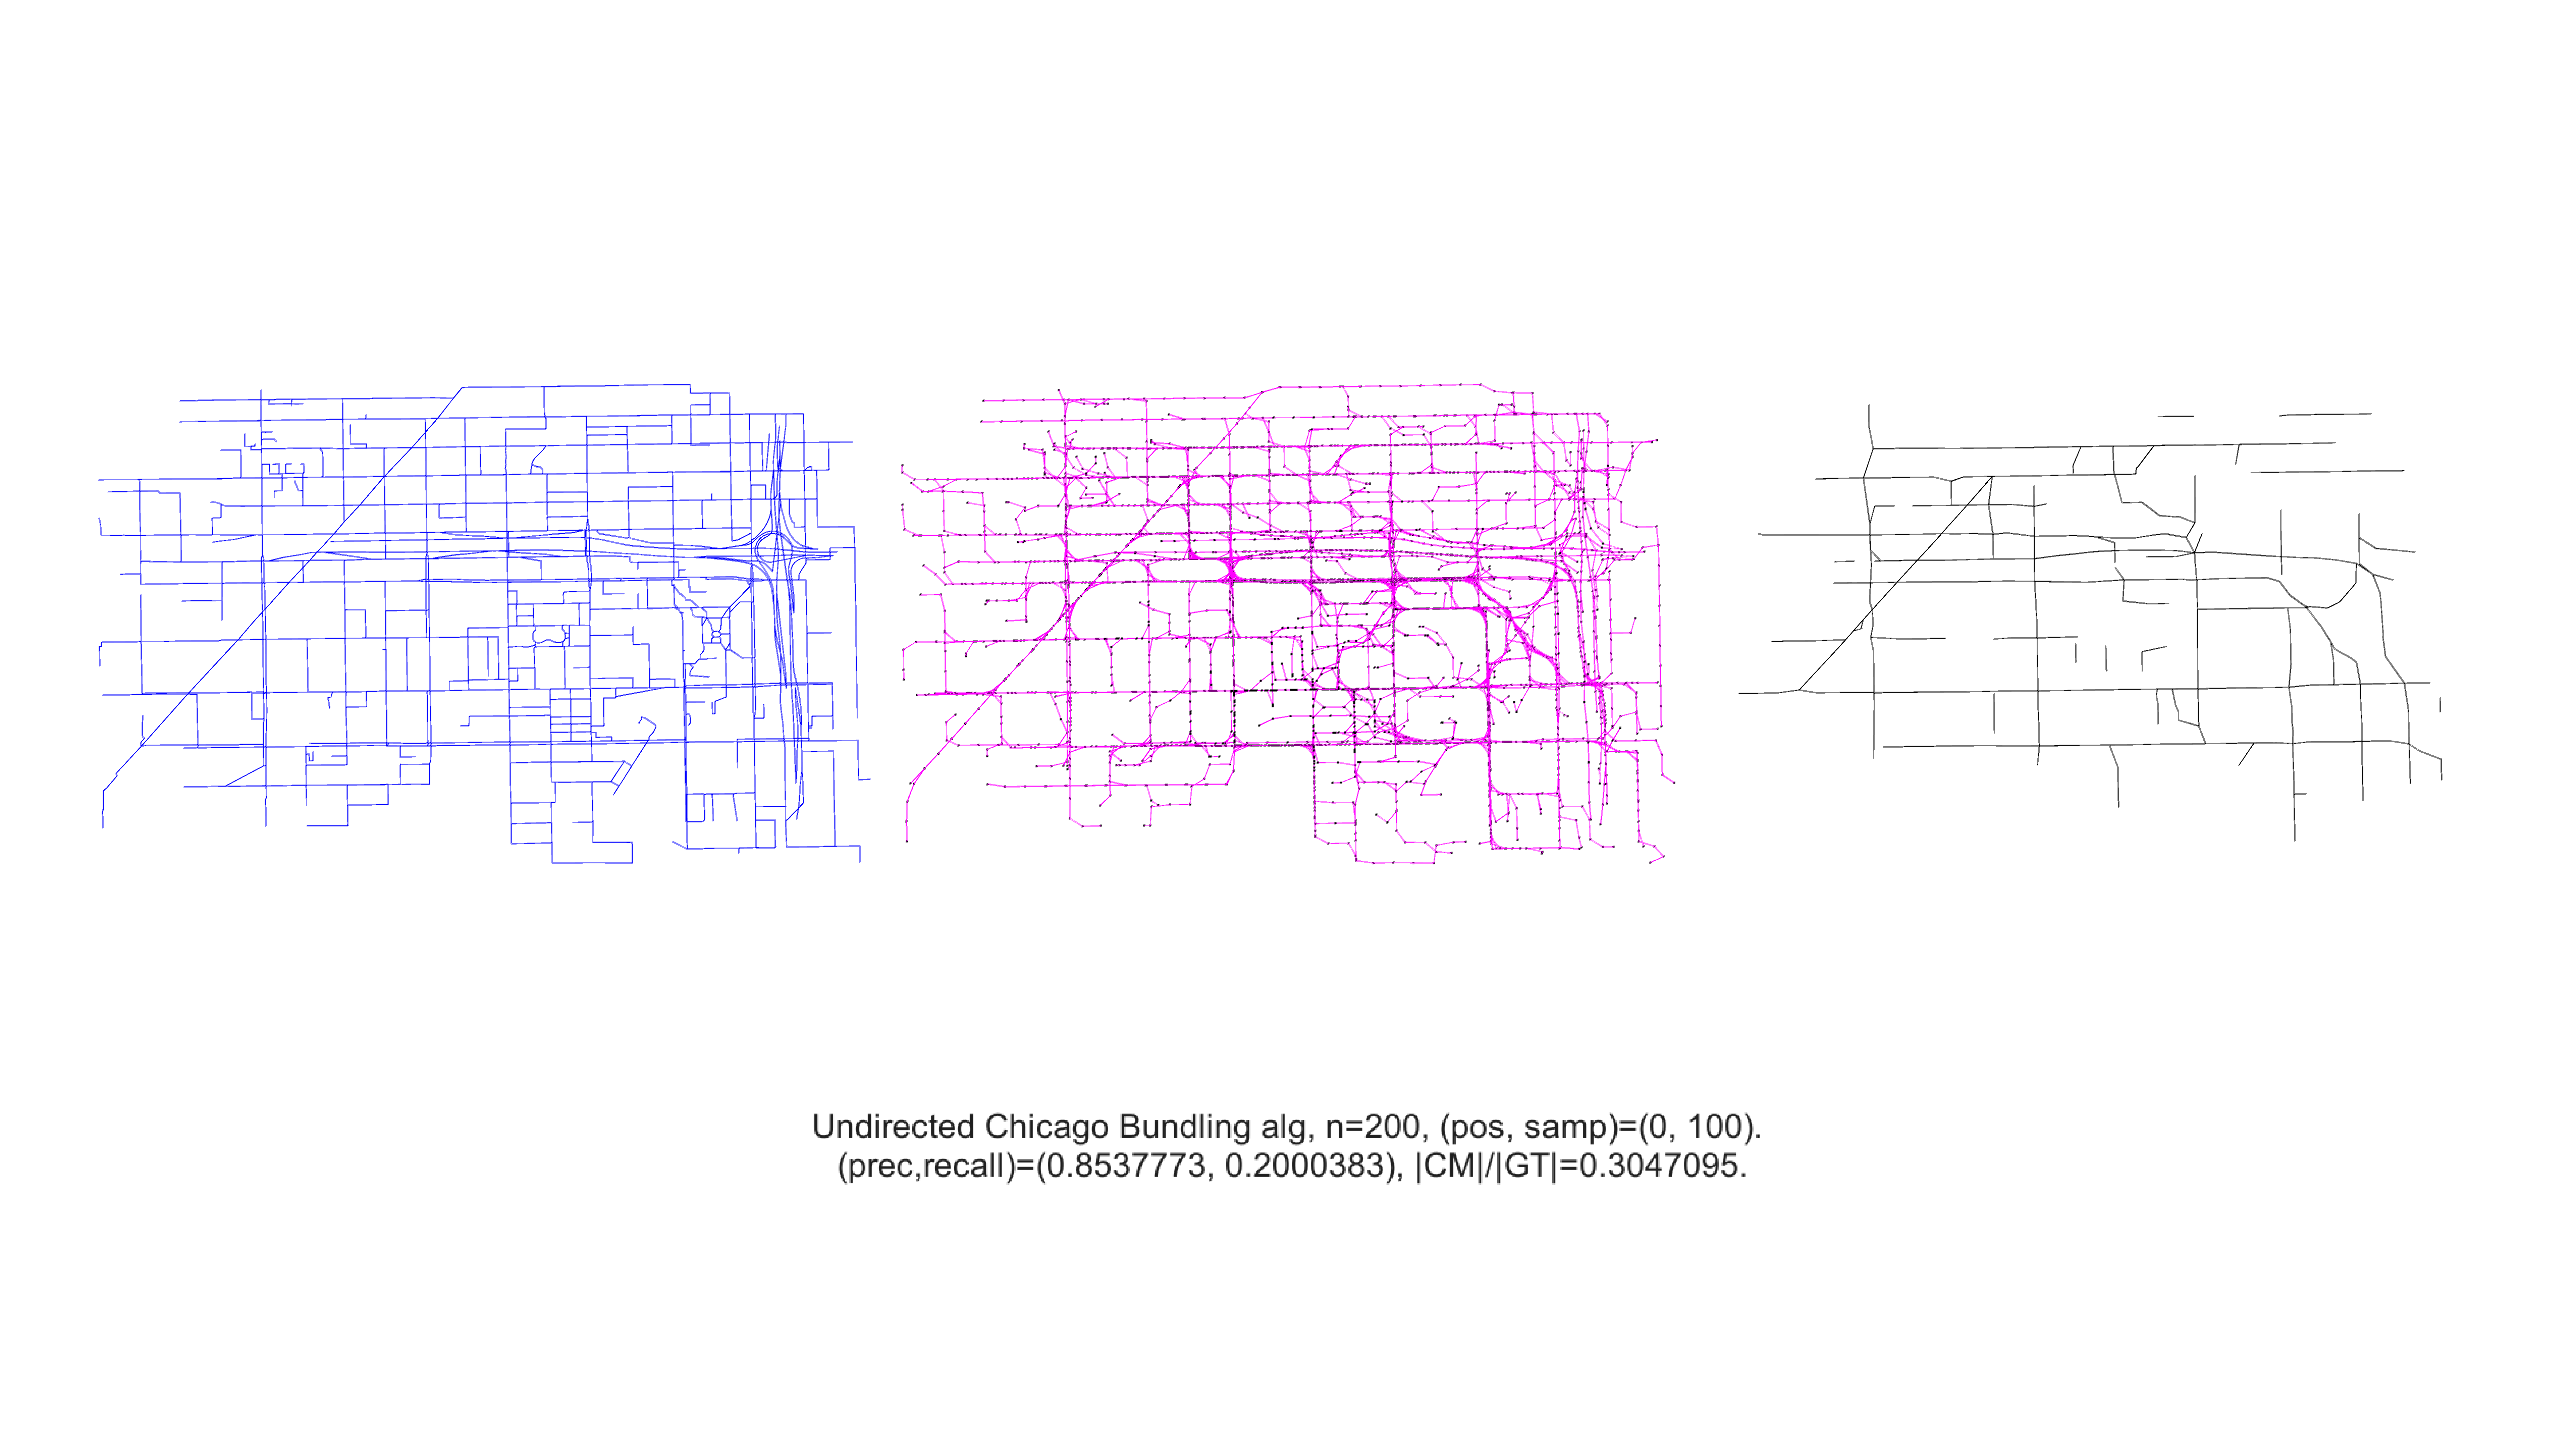 Undirected Chicago Bundling alg, n=200, (pos, samp)=(0, 100).
(prec,recall)=(0.8537773, 0.2000383), |CM|/|GT|=0.3047095.